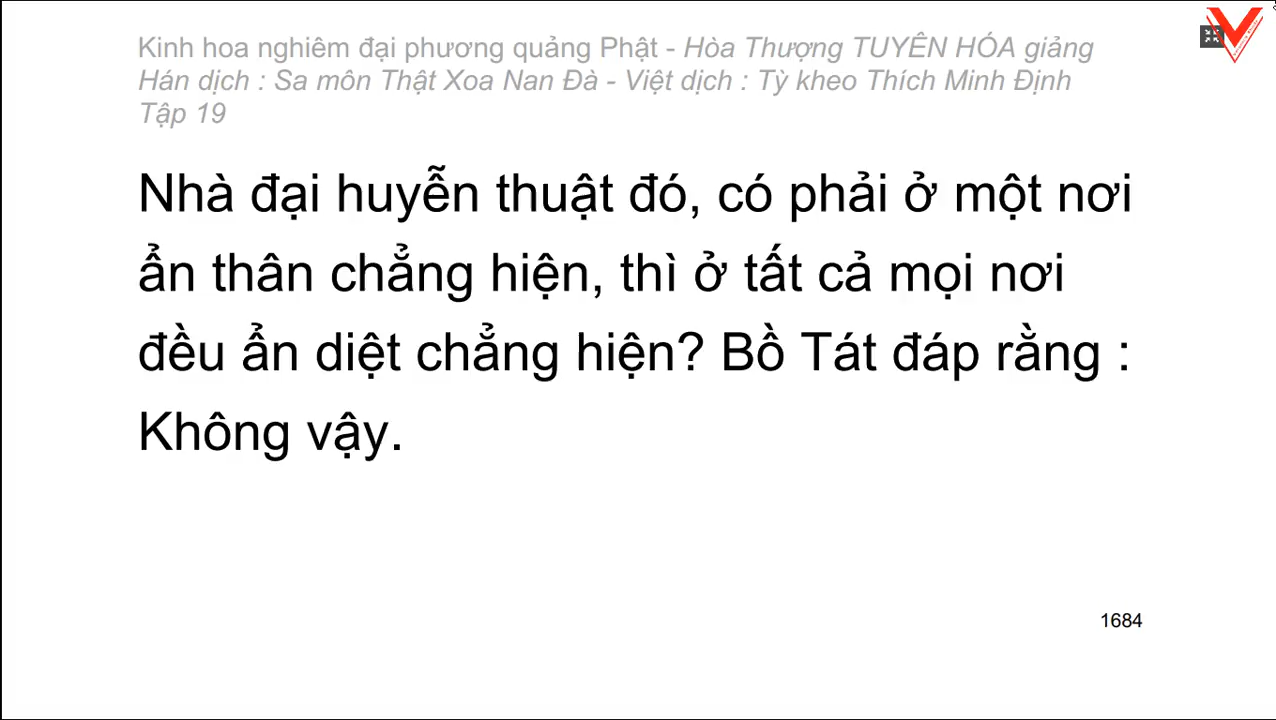 Kinh hoa nghiêm đại phương quảng Phật - Hòa Thượng TUYÊN HÓA giảng
Hán dịch : Sa môn Thật Xoa Nan Đà - Việt dịch : Tỳ kheo Thích Minh Định
Tập 19
Nhà đại huyễn thuật đó, có phải ở một nơi
ẩn thân chẳng hiện, thì ở tất cả mọi nơi
đều ẩn diệt chẳng hiện? Bồ Tát đáp rằng :
Không vậy.
1684